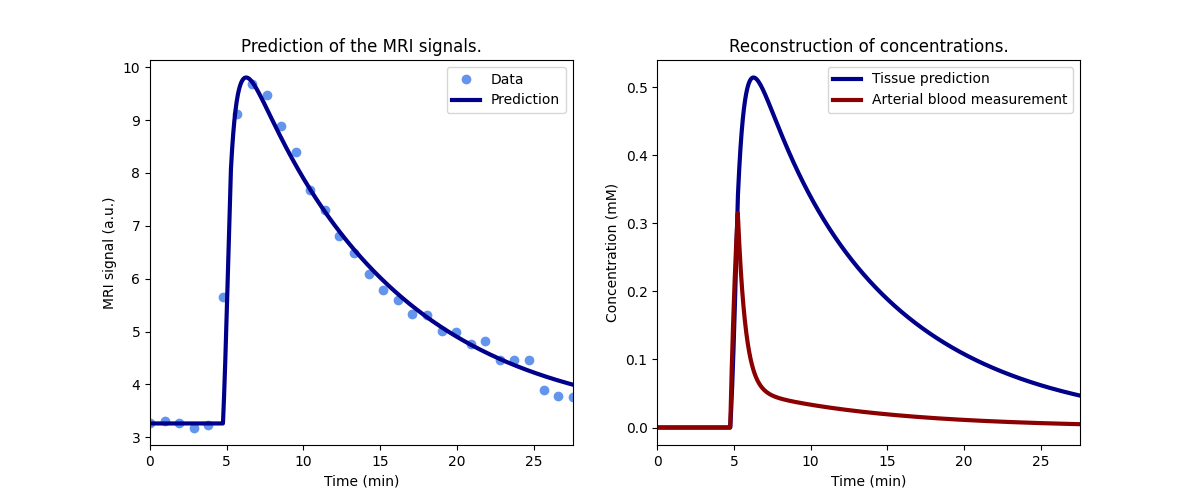 Prediction of the MRI signals.
10
9
8
7
6
5
4
3
MRI signal (a.u.)
Data
Prediction
0
5
10
15
20
25
Time (min)
Reconstruction of concentrations.
0.5
0.4
0.3
0.2
0.1
0.0
Concentration (mM)
Tissue prediction
Arterial blood measurement
0
5
10
15
20
25
Time (min)